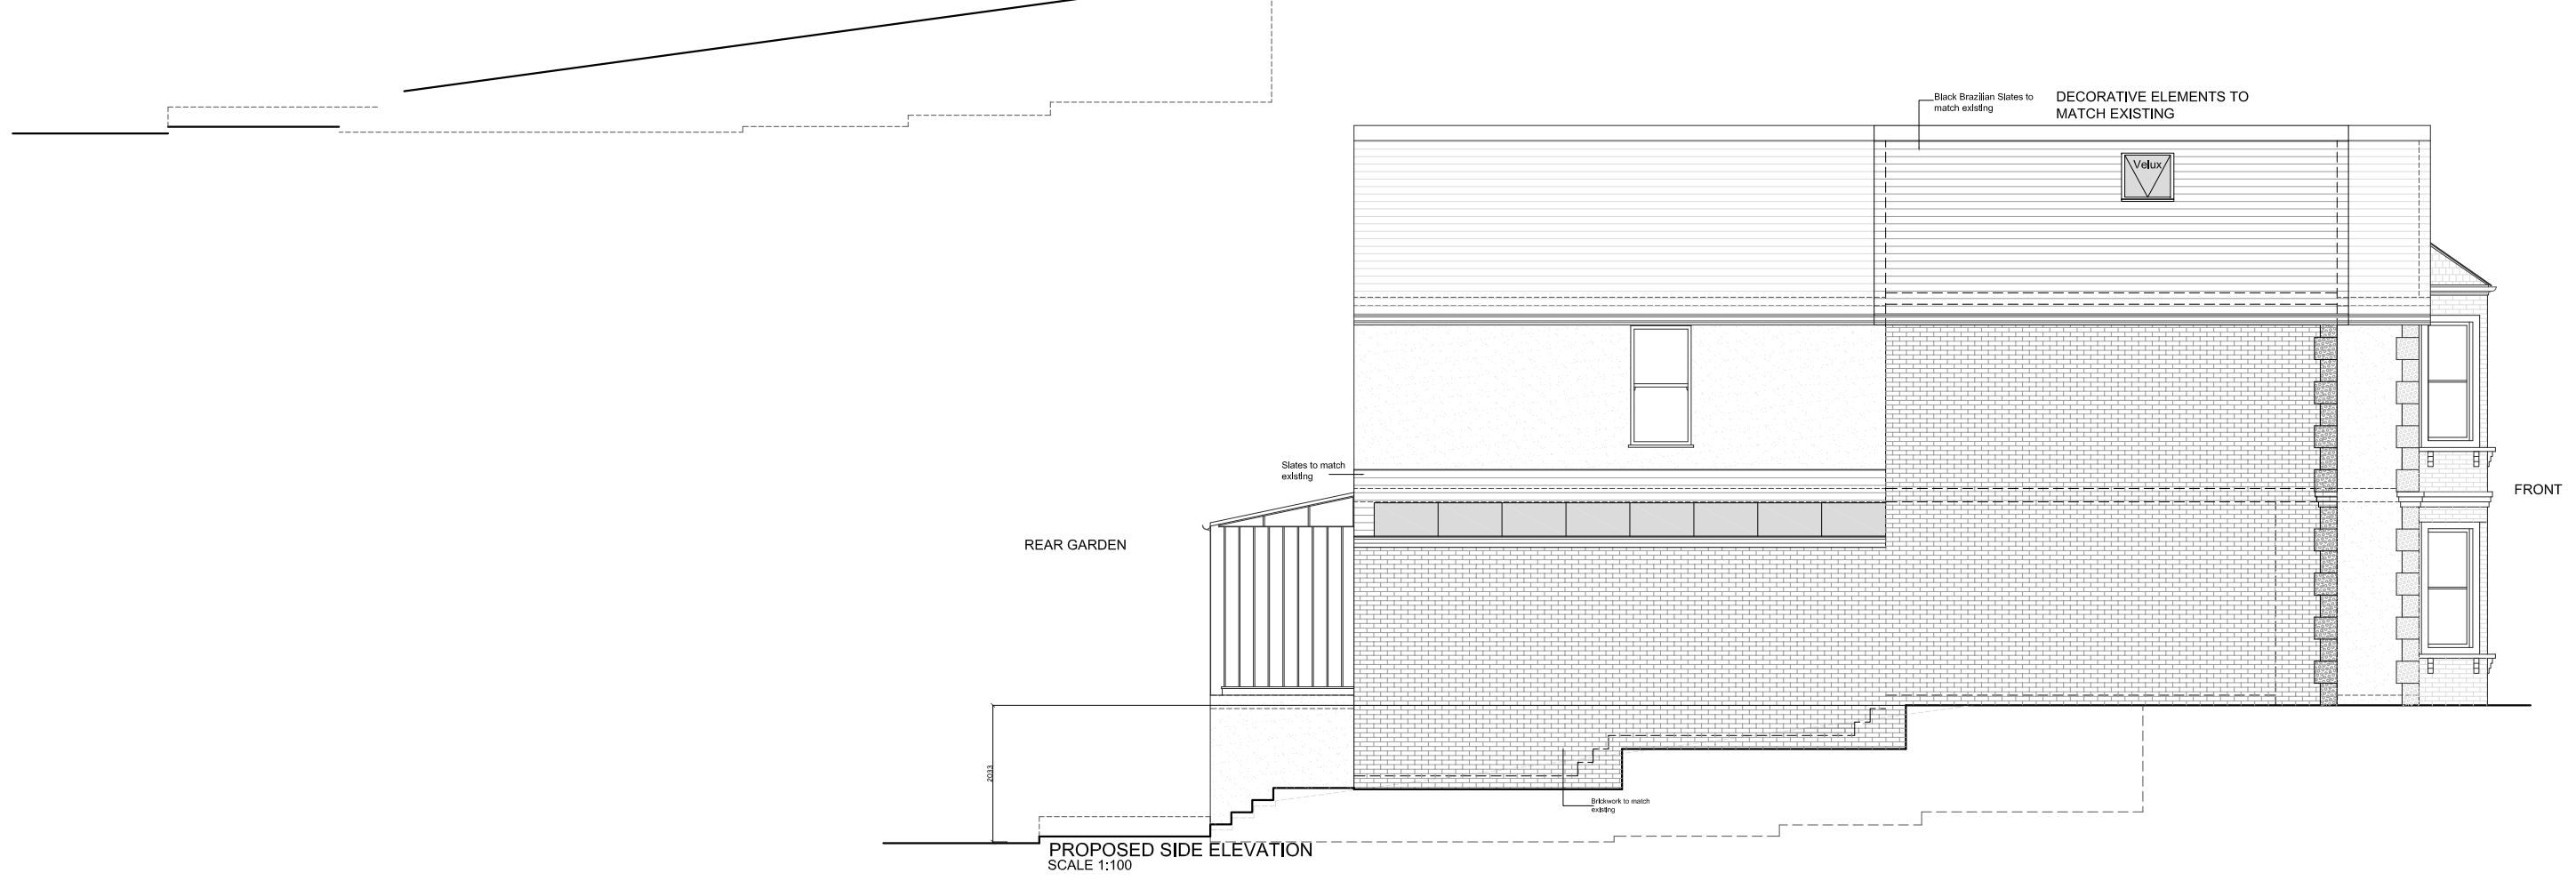 Black Brazilian Slates to
match existing
DECORATIVE ELEMENTS TO
MATCH EXISTING
Velux
Slates to match
existing
FRONT
REAR GARDEN
2033
Brickwork to match
existing
PROPOSED SIDE ELEVATION
SCALE 1:100